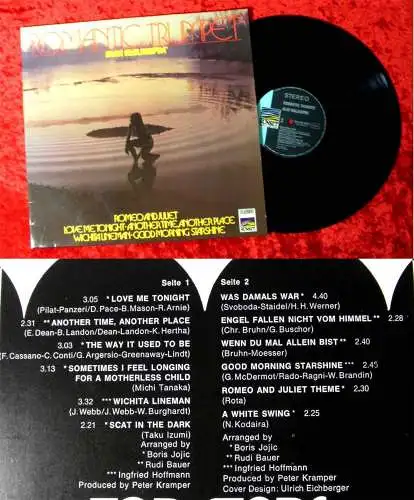 ROMANTIC TRUMPET
ROMEO AND JULIET
LOVE ME TONIGHT · ANOTHER TIME, ANOTHER PLACE
WICHITA LINEMAN · GOOD MORNING STARSHINE
STEREO
Seite 1
3.05 * LOVE ME TONIGHT
(Pilat-Panzeri/D. Pace-B. Mason-R. Arnie)
2.31 ** ANOTHER TIME, ANOTHER PLACE
(E. Dean-B. Landon/Dean-Landon-K. Hertha)
3.03 * THE WAY IT USED TO BE
(F. Cassano-C. Conti/G. Argersio-Greenaway-Lindt)
3.13 * SOMETIMES I FEEL LONGING
FOR A MOTHERLESS CHILD
(Michi Tanaka)
3.32 *** WICHITA LINEMAN
(J. Webb/J. Webb-W. Burghardt)
2.21 * SCAT IN THE DARK
(Taku Izumi)
Arranged by
* Boris Jojic
** Rudi Bauer
*** Ingfried Hoffmann
Produced by Peter Kramper
Seite 2
WAS DAMALS WAR * 4.40
(Svoboda-Staidel/H. H. Werner)
ENGEL FALLEN NICHT VOM HIMMEL ** 2.28
(Chr. Bruhn/G. Buschor)
WENN DU MAL ALLEIN BIST ** 2.40
(Bruhn-Moesser)
GOOD MORNING STARSHINE *** 2.45
(G. McDermot/Rado-Ragni-W. Brandin)
ROMEO AND JULIET THEME * 2.30
(Rota)
A WHITE SWING * 2.25
(N. Kodaira)
Arranged by
* Boris Jojic
** Rudi Bauer
*** Ingfried Hoffmann
Produced by Peter Kramper
Cover Design: Ulrich Eichberger